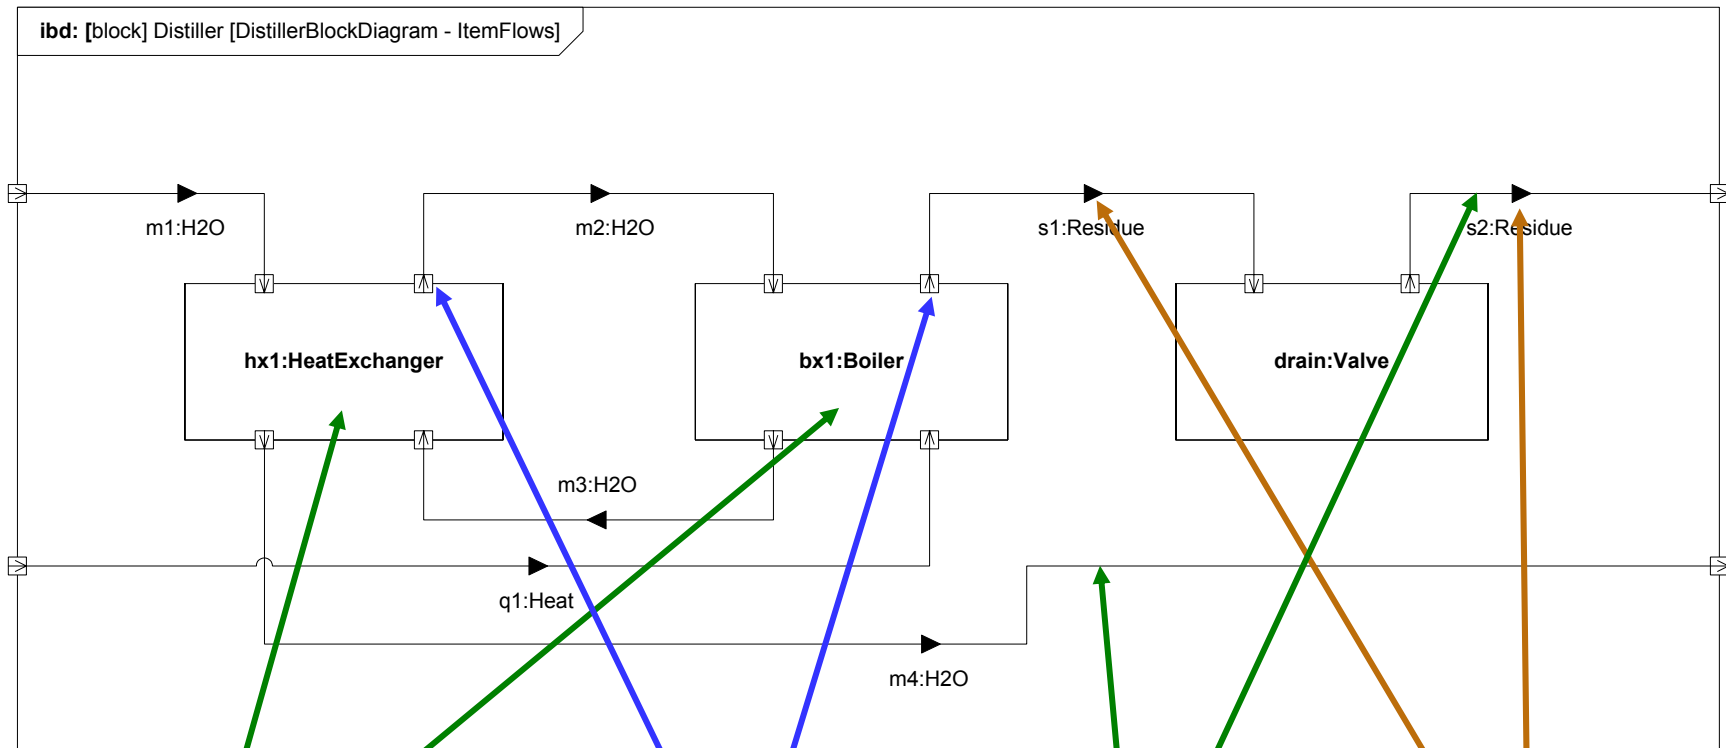 ibd: [block] Distiller [DistillerBlockDiagram - ItemFlows]
m1:H2O
m2:H2O
s1:Residue
s2:Residue
hx1:HeatExchanger
bx1:Boiler
drain:Valve
m3:H2O
q1:Heat
m4:H2O